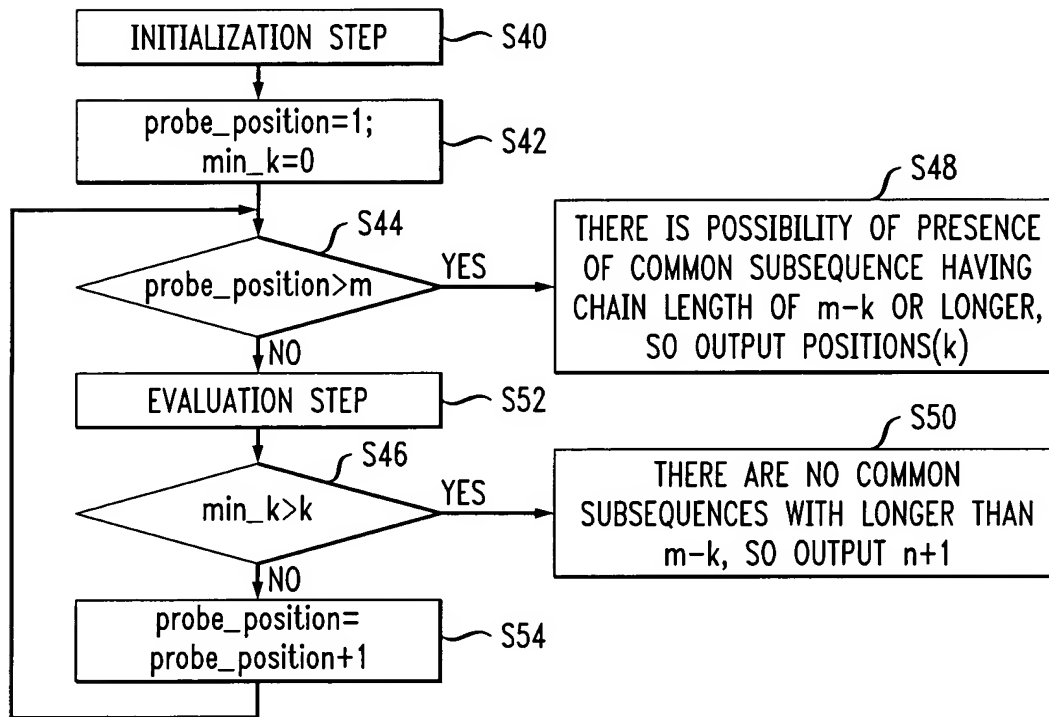 INITIALIZATION STEP
S40
probe_position=1;
min_k=0
S42
S44
probe_position>m
YES
NO
S48
THERE IS POSSIBILITY OF PRESENCE
OF COMMON SUBSEQUENCE HAVING
CHAIN LENGTH OF m-k OR LONGER,
SO OUTPUT POSITIONS(k)
EVALUATION STEP
S52
S46
min_k>k
YES
NO
S50
THERE ARE NO COMMON
SUBSEQUENCES WITH LONGER THAN
m-k, SO OUTPUT n+1
probe_position=
probe_position+1
S54